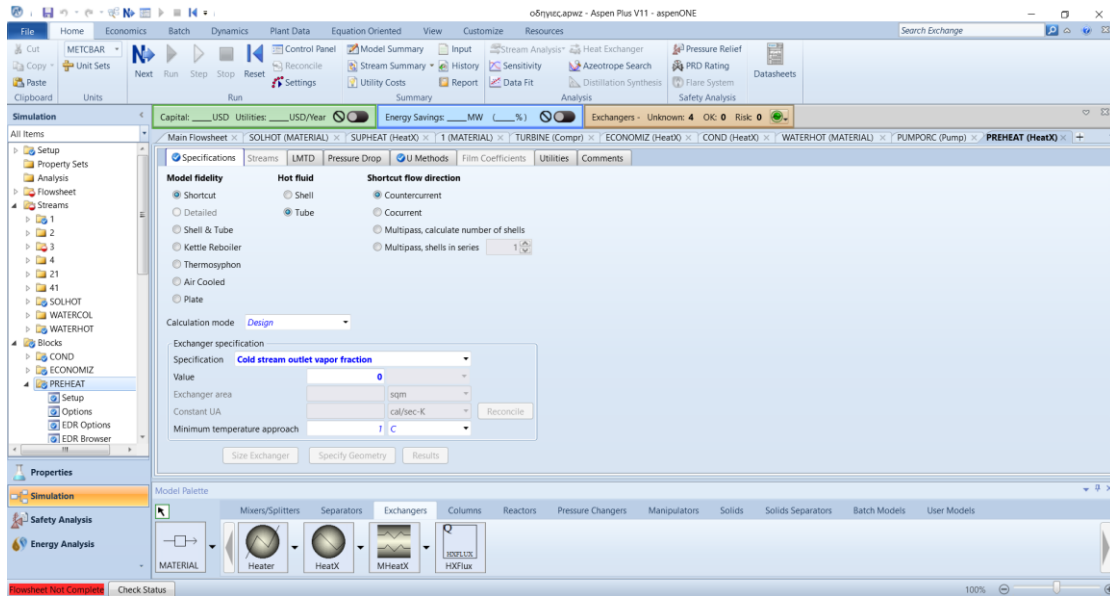 οδηγιες.apwz - Aspen Plus V11 - aspenONE
File Home Economics Batch Dynamics Plant Data Equation Oriented View Customize Resources Search Exchange
Cut METCBAR Control Panel Model Summary Input Stream Analysis Heat Exchanger Pressure Relief
Copy Unit Sets Next Run Step Stop Reset Reconcile Stream Summary History Sensitivity Azeotrope Search PRD Rating Datasheets
Paste Settings Utility Costs Report Data Fit Distillation Synthesis Flare System
Clipboard Units Run Summary Analysis Safety Analysis
Simulation Capital: ____USD Utilities: ____USD/Year Energy Savings: ____MW (____%) Exchangers - Unknown: 4 OK: 0 Risk: 0
All Items Main Flowsheet SOLHOT (MATERIAL) SUPHEAT (HeatX) 1 (MATERIAL) TURBINE (Compr) ECONOMIZ (HeatX) COND (HeatX) WATERHOT (MATERIAL) PUMPORC (Pump) PREHEAT (HeatX) +
Setup
Property Sets
Analysis
Flowsheet
Streams
1
2
3
4
21
41
SOLHOT
WATERCOL
WATERHOT
Blocks
COND
ECONOMIZ
PREHEAT
Setup
Options
EDR Options
EDR Browser
Properties
Simulation
Safety Analysis
Energy Analysis
Specifications Streams LMTD Pressure Drop U Methods Film Coefficients Utilities Comments
Model fidelity Hot fluid Shortcut flow direction
Shortcut Shell Countercurrent
Detailed Tube Cocurrent
Shell & Tube Multipass, calculate number of shells
Kettle Reboiler Multipass, shells in series 1
Thermosyphon
Air Cooled
Plate
Calculation mode Design
Exchanger specification
Specification Cold stream outlet vapor fraction
Value 0
Exchanger area sqm
Constant UA cal/sec-K Reconcile
Minimum temperature approach 1 C
Size Exchanger Specify Geometry Results
Model Palette
Mixers/Splitters Separators Exchangers Columns Reactors Pressure Changers Manipulators Solids Solids Separators Batch Models User Models
Q
HXFLUX
MATERIAL Heater HeatX MHeatX HXFlux
Flowsheet Not Complete Check Status 100%